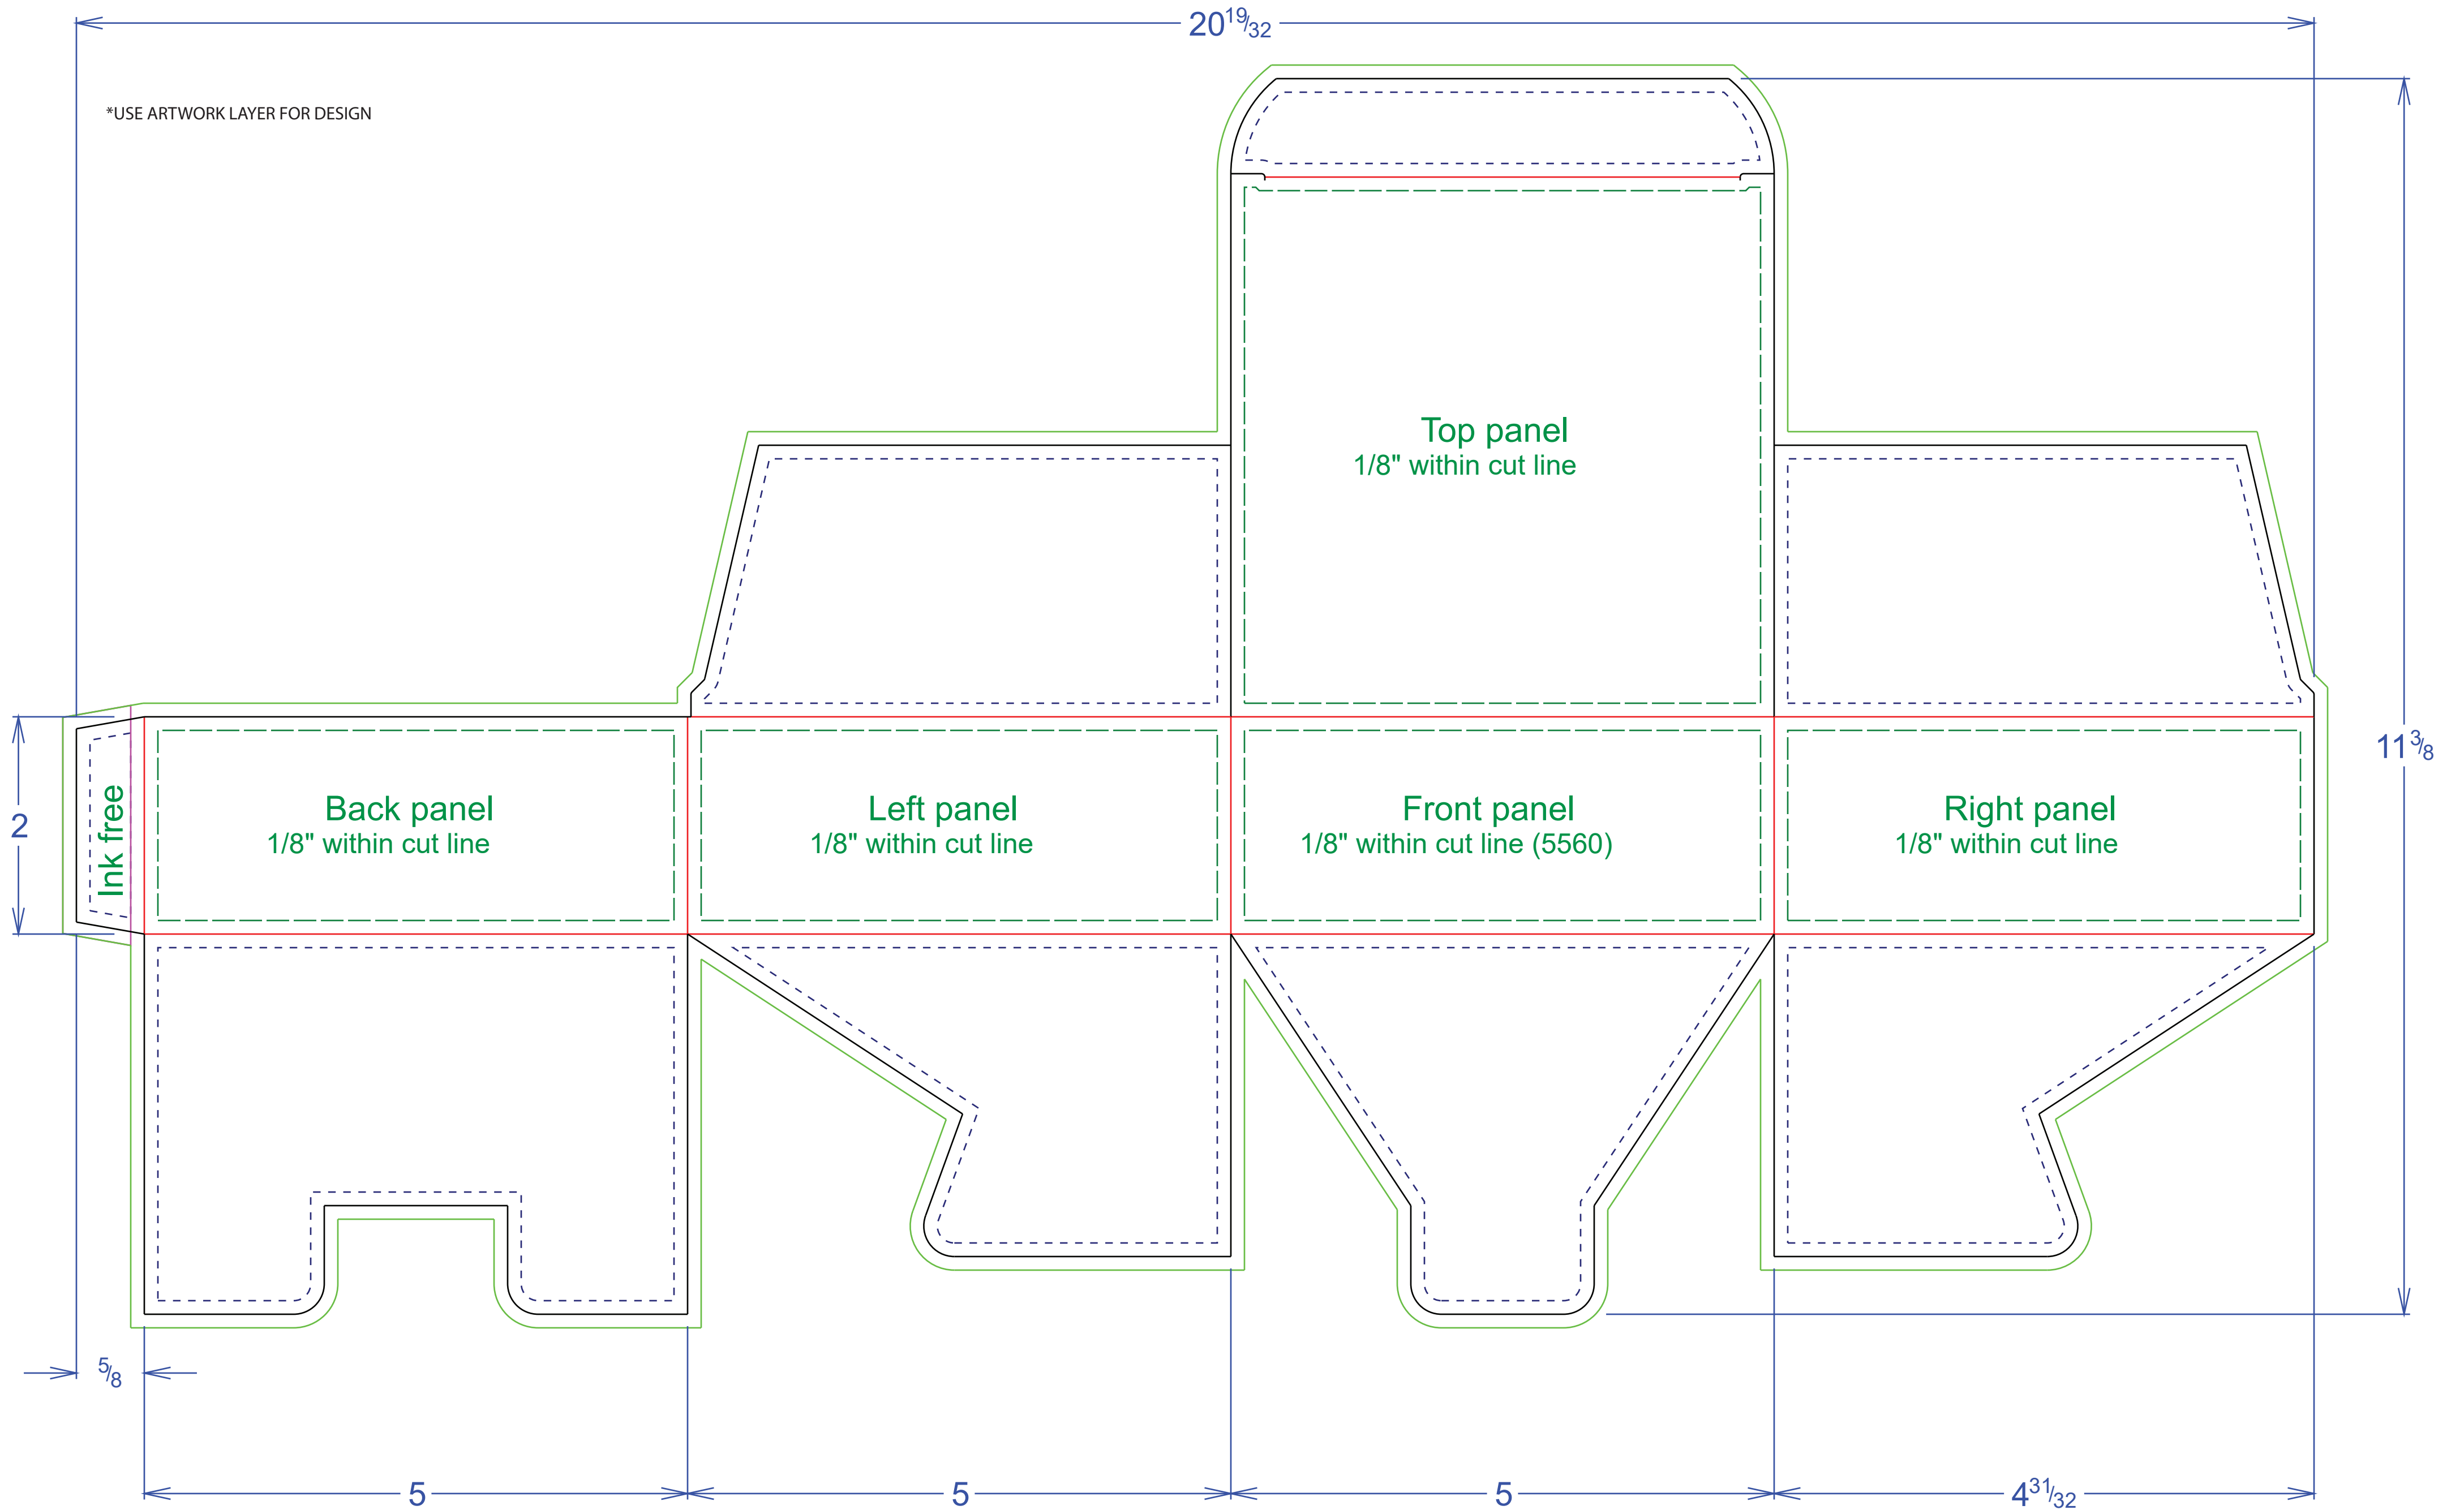 20 19/32
*USE ARTWORK LAYER FOR DESIGN
Top panel
1/8" within cut line
11 3/8
2
Ink free
Back panel
1/8" within cut line
Left panel
1/8" within cut line
Front panel
1/8" within cut line (5560)
Right panel
1/8" within cut line
5/8
5
5
5
4 31/32